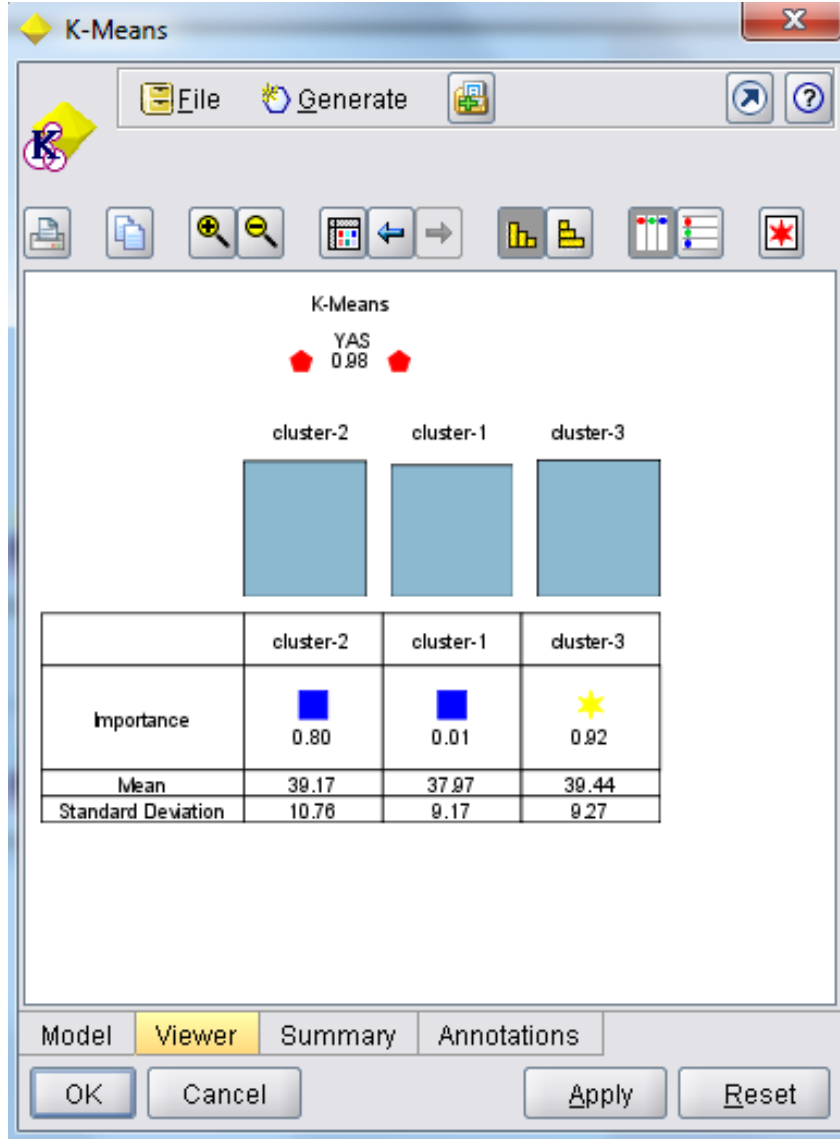 K-Means
File Generate
K
K-Means
YAS
0.98
cluster-2 cluster-1 cluster-3
cluster-2 cluster-1 cluster-3
Importance 0.80 0.01 0.92
Mean 39.17 37.97 39.44
Standard Deviation 10.76 9.17 9.27
Model Viewer Summary Annotations
OK Cancel Apply Reset